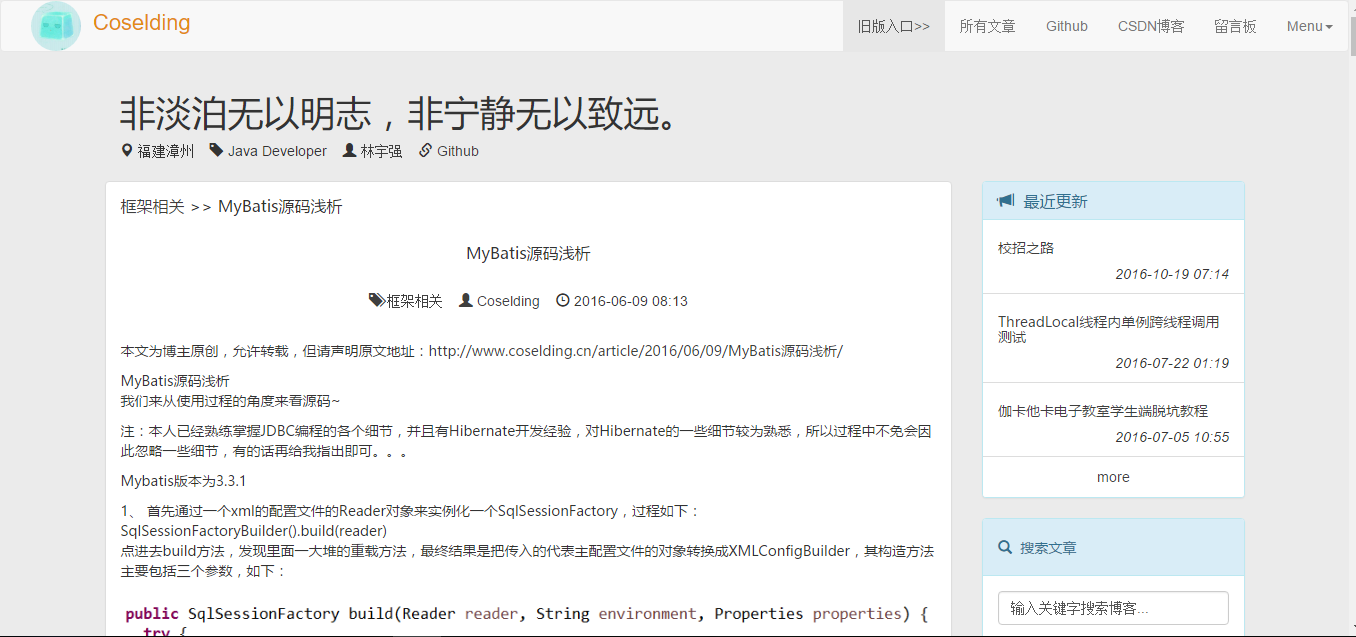 Coselding
旧版入口>> 所有文章 Github CSDN博客 留言板 Menu
非淡泊无以明志，非宁静无以致远。
福建漳州 Java Developer 林宇强 Github
框架相关 >> MyBatis源码浅析
MyBatis源码浅析
框架相关 Coselding 2016-06-09 08:13
本文为博主原创，允许转载，但请声明原文地址：http://www.coselding.cn/article/2016/06/09/MyBatis源码浅析/
MyBatis源码浅析
我们来从使用过程的角度来看源码~
注：本人已经熟练掌握JDBC编程的各个细节，并且有Hibernate开发经验，对Hibernate的一些细节较为熟悉，所以过程中不免会因
此忽略一些细节，有的话再给我指出即可。。。
Mybatis版本为3.3.1
1、 首先通过一个xml的配置文件的Reader对象来实例化一个SqlSessionFactory，过程如下：
SqlSessionFactoryBuilder().build(reader)
点进去build方法，发现里面一大堆的重载方法，最终结果是把传入的代表主配置文件的对象转换成XMLConfigBuilder，其构造方法
主要包括三个参数，如下：
public SqlSessionFactory build(Reader reader, String environment, Properties properties) {
try {
最近更新
校招之路
2016-10-19 07:14
ThreadLocal线程内单例跨线程调用
测试
2016-07-22 01:19
伽卡他卡电子教室学生端脱坑教程
2016-07-05 10:55
more
搜索文章
输入关键字搜索博客...